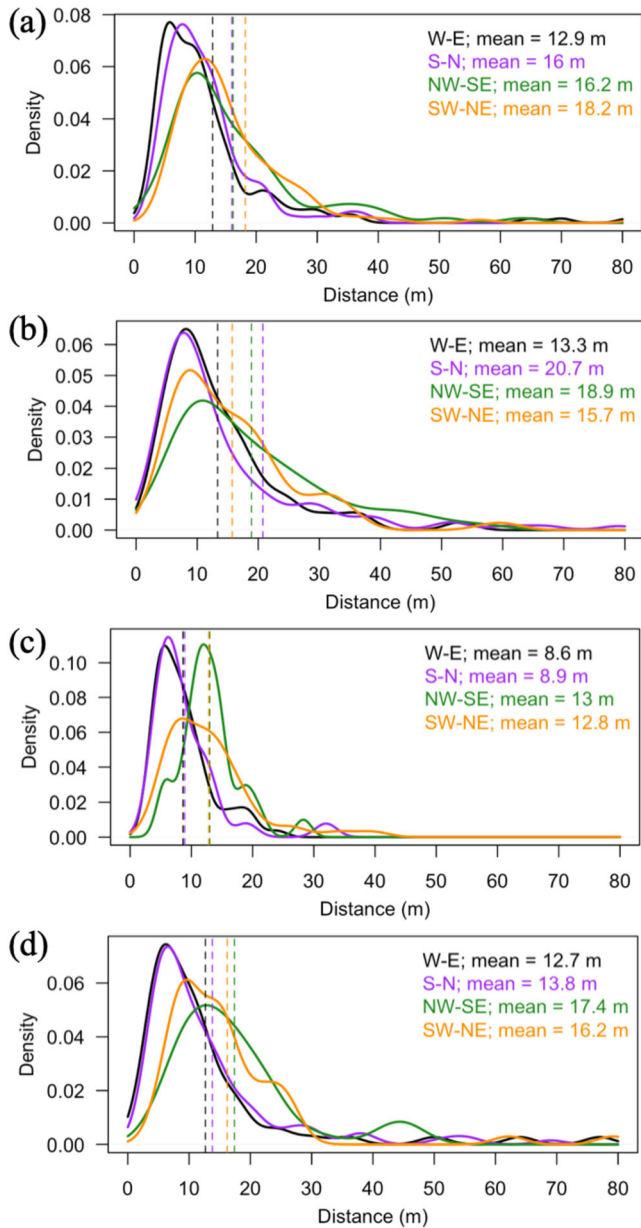 (a)
0.08
0.06
0.04
0.02
0.00
Density
W-E; mean = 12.9 m
S-N; mean = 16 m
NW-SE; mean = 16.2 m
SW-NE; mean = 18.2 m
0 10 20 30 40 50 60 70 80
Distance (m)
(b)
0.06
0.05
0.04
0.03
0.02
0.01
0.00
Density
W-E; mean = 13.3 m
S-N; mean = 20.7 m
NW-SE; mean = 18.9 m
SW-NE; mean = 15.7 m
0 10 20 30 40 50 60 70 80
Distance (m)
(c)
0.10
0.08
0.06
0.04
0.02
0.00
Density
W-E; mean = 8.6 m
S-N; mean = 8.9 m
NW-SE; mean = 13 m
SW-NE; mean = 12.8 m
0 10 20 30 40 50 60 70 80
Distance (m)
(d)
0.06
0.04
0.02
0.00
Density
W-E; mean = 12.7 m
S-N; mean = 13.8 m
NW-SE; mean = 17.4 m
SW-NE; mean = 16.2 m
0 10 20 30 40 50 60 70 80
Distance (m)